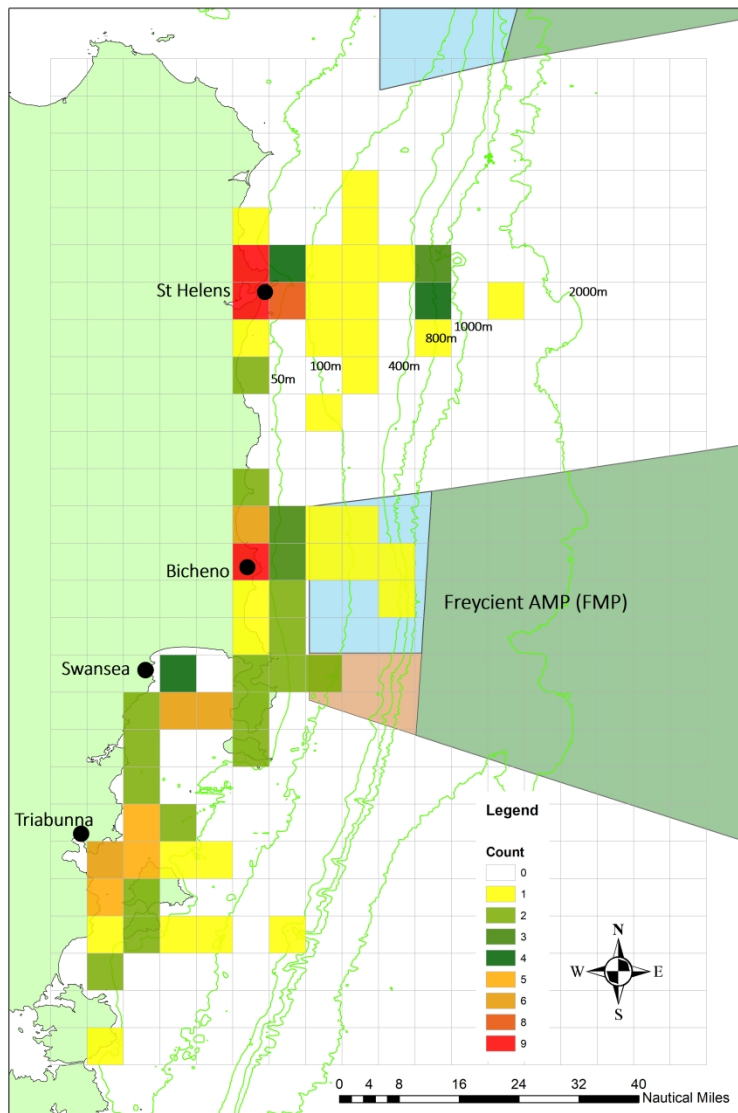 St Helens
2000m
1000m
800m
50m
100m
400m
Bicheno
Freycient AMP (FMP)
Swansea
Triabunna
Legend
Count
0
1
2
3
4
5
6
8
9
N
W
E
S
0 4 8 16 24 32 40
Nautical Miles